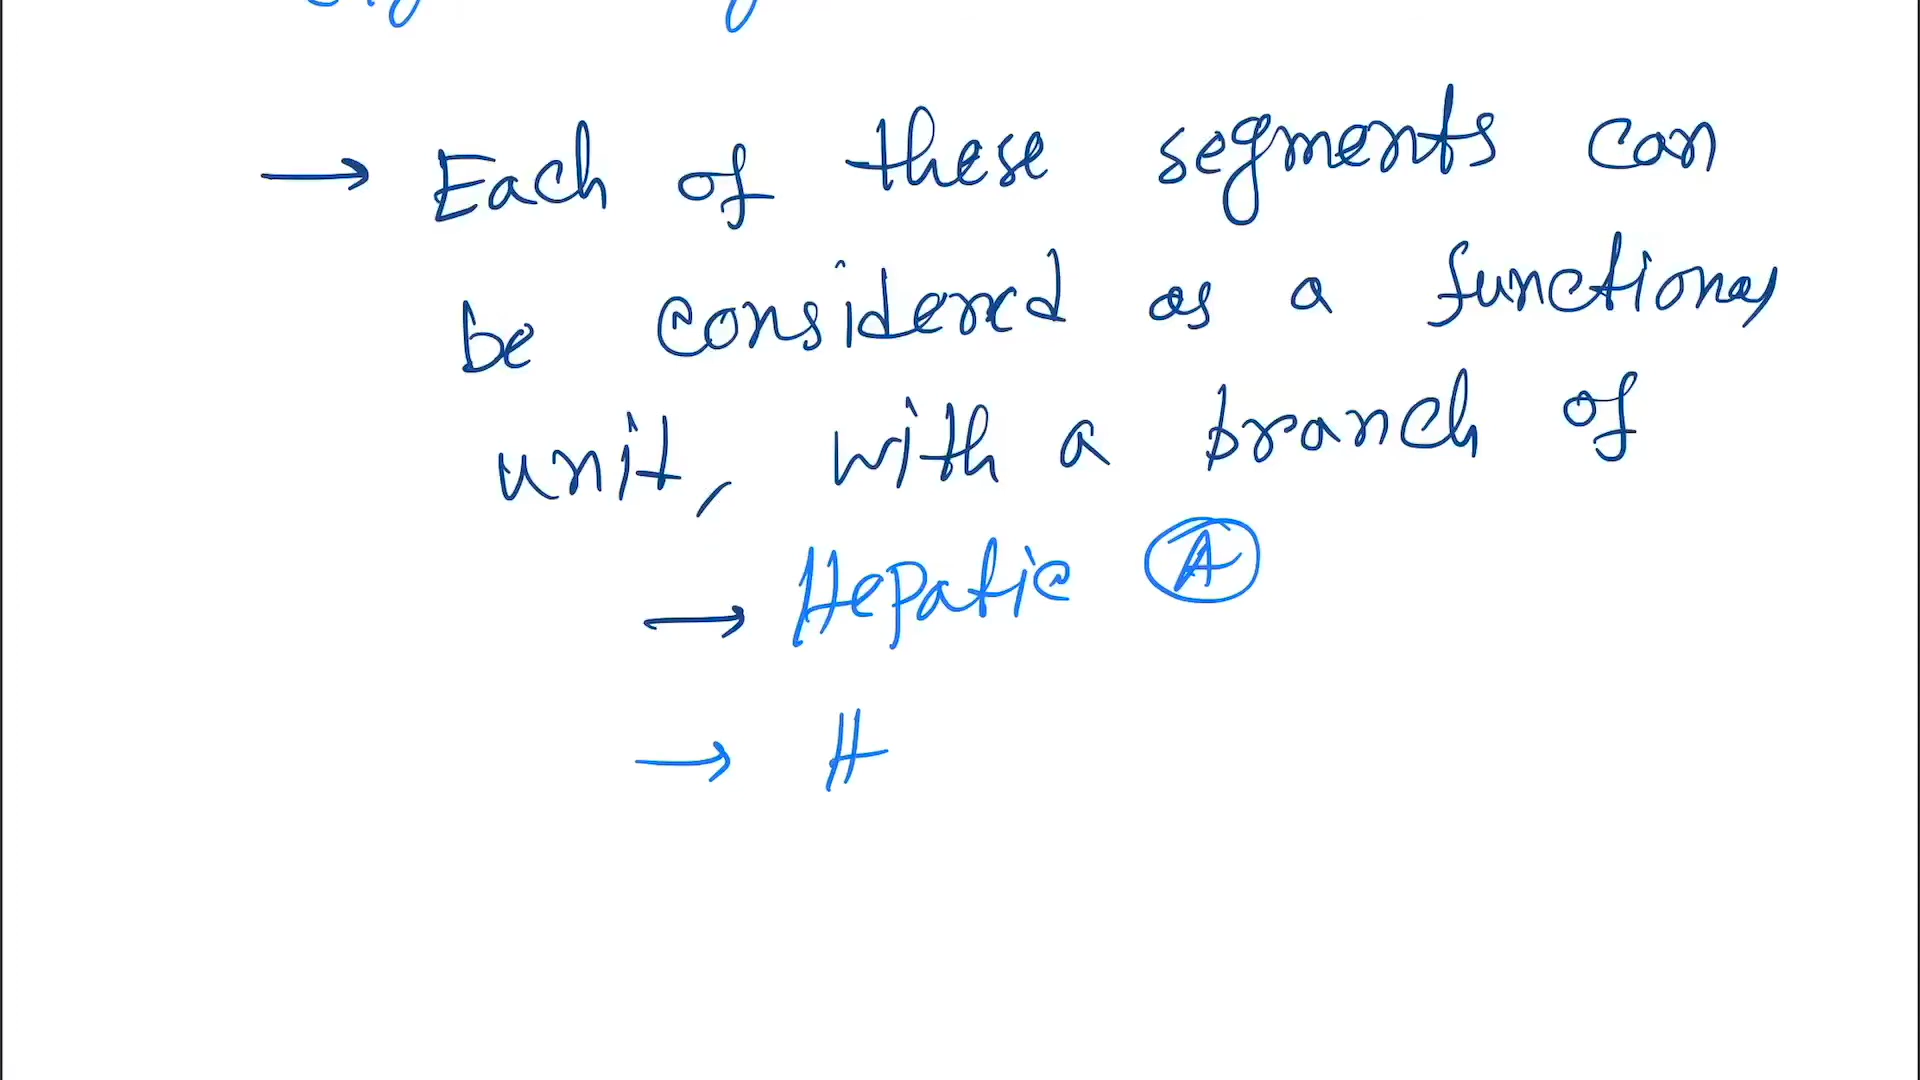 → Each of these segments can
be considered as a functional
unit, with a branch of
→ Hepatic Ⓐ
→ H